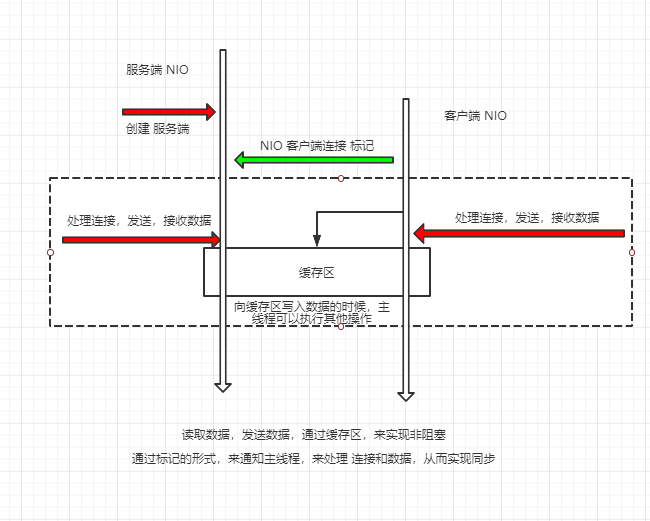 服务端 NIO
客户端 NIO
创建 服务端
NIO 客户端连接 标记
处理连接，发送，接收数据
处理连接，发送，接收数据
缓存区
向缓存区写入数据的时候，主
线程可以执行其他操作
读取数据，发送数据，通过缓存区，来实现非阻塞
通过标记的形式，来通知主线程，来处理 连接和数据，从而实现同步